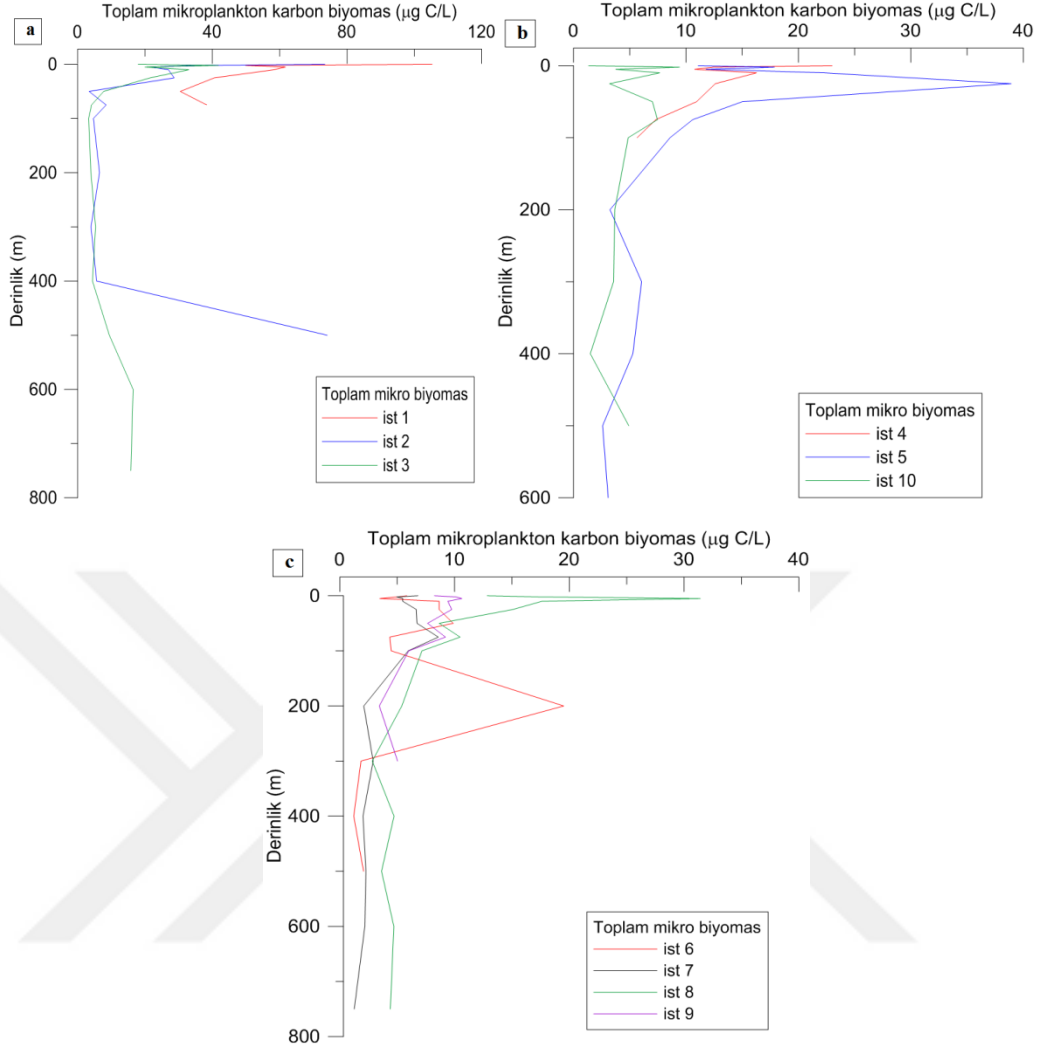 Toplam mikroplankton karbon biyomas (µg C/L)
a
0 40 80 120
0
200
400
600
800
Derinlik (m)
Toplam mikro biyomas
ist 1
ist 2
ist 3
Toplam mikroplankton karbon biyomas (µg C/L)
b
0 10 20 30 40
0
200
400
600
Derinlik (m)
Toplam mikro biyomas
ist 4
ist 5
ist 10
Toplam mikroplankton karbon biyomas (µg C/L)
c
0 10 20 30 40
0
200
400
600
800
Derinlik (m)
Toplam mikro biyomas
ist 6
ist 7
ist 8
ist 9